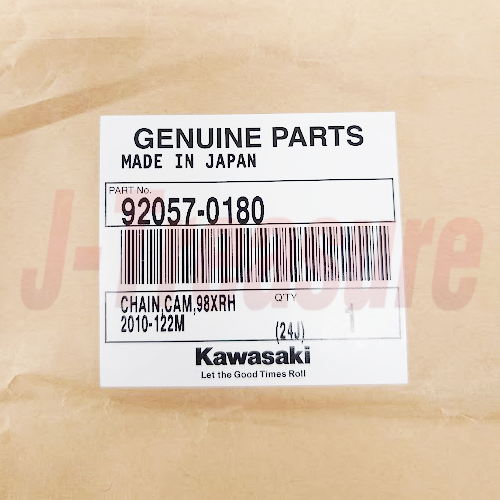 GENUINE PARTS
MADE IN JAPAN
PART No.
92057-0180
CHAIN,CAM,98XRH
Q'TY
2010-122M
(24J)
1
Kawasaki
Let the Good Times Roll
J-Treasure